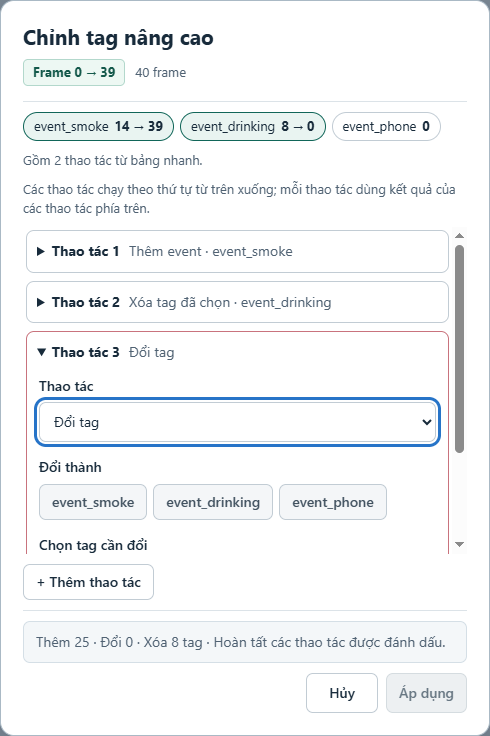 Chỉnh tag nâng cao
Frame 0 → 39 40 frame
event_smoke 14 → 39 event_drinking 8 → 0 event_phone 0
Gồm 2 thao tác từ bảng nhanh.
Các thao tác chạy theo thứ tự từ trên xuống; mỗi thao tác dùng kết quả của
các thao tác phía trên.
Thao tác 1 Thêm event · event_smoke
Thao tác 2 Xóa tag đã chọn · event_drinking
Thao tác 3 Đổi tag
Thao tác
Đổi tag
Đổi thành
event_smoke event_drinking event_phone
Chọn tag cần đổi
+ Thêm thao tác
Thêm 25 · Đổi 0 · Xóa 8 tag · Hoàn tất các thao tác được đánh dấu.
Hủy Áp dụng